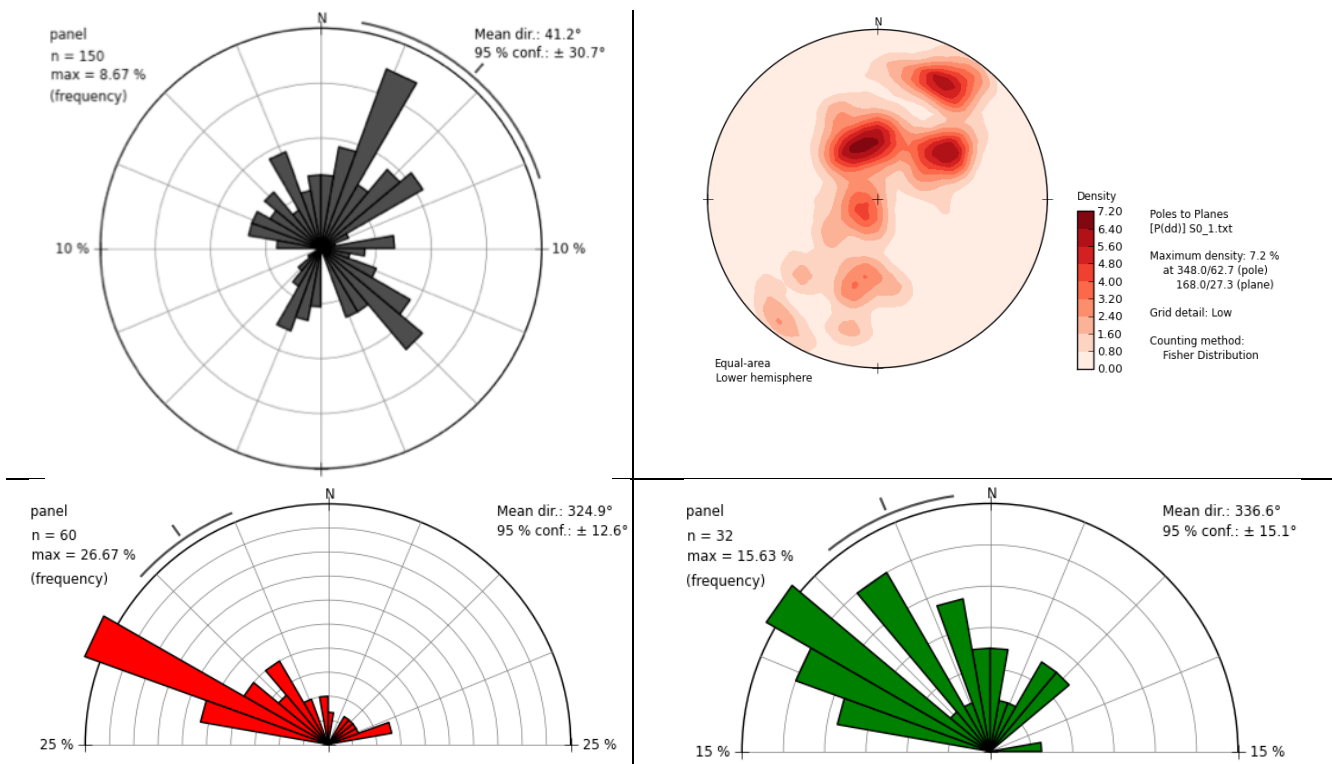 N
panel
n = 150
max = 8.67 %
(frequency)
Mean dir.: 41.2°
95 % conf.: ± 30.7°
10 %
10 %
N
Density
7.20
6.40
5.60
4.80
4.00
3.20
2.40
1.60
0.80
0.00
Poles to Planes
[P(dd)] S0_1.txt
Maximum density: 7.2 %
at 348.0/62.7 (pole)
168.0/27.3 (plane)
Grid detail: Low
Counting method:
Fisher Distribution
Equal-area
Lower hemisphere
N
panel
n = 60
max = 26.67 %
(frequency)
Mean dir.: 324.9°
95 % conf.: ± 12.6°
25 %
25 %
N
panel
n = 32
max = 15.63 %
(frequency)
Mean dir.: 336.6°
95 % conf.: ± 15.1°
15 %
15 %